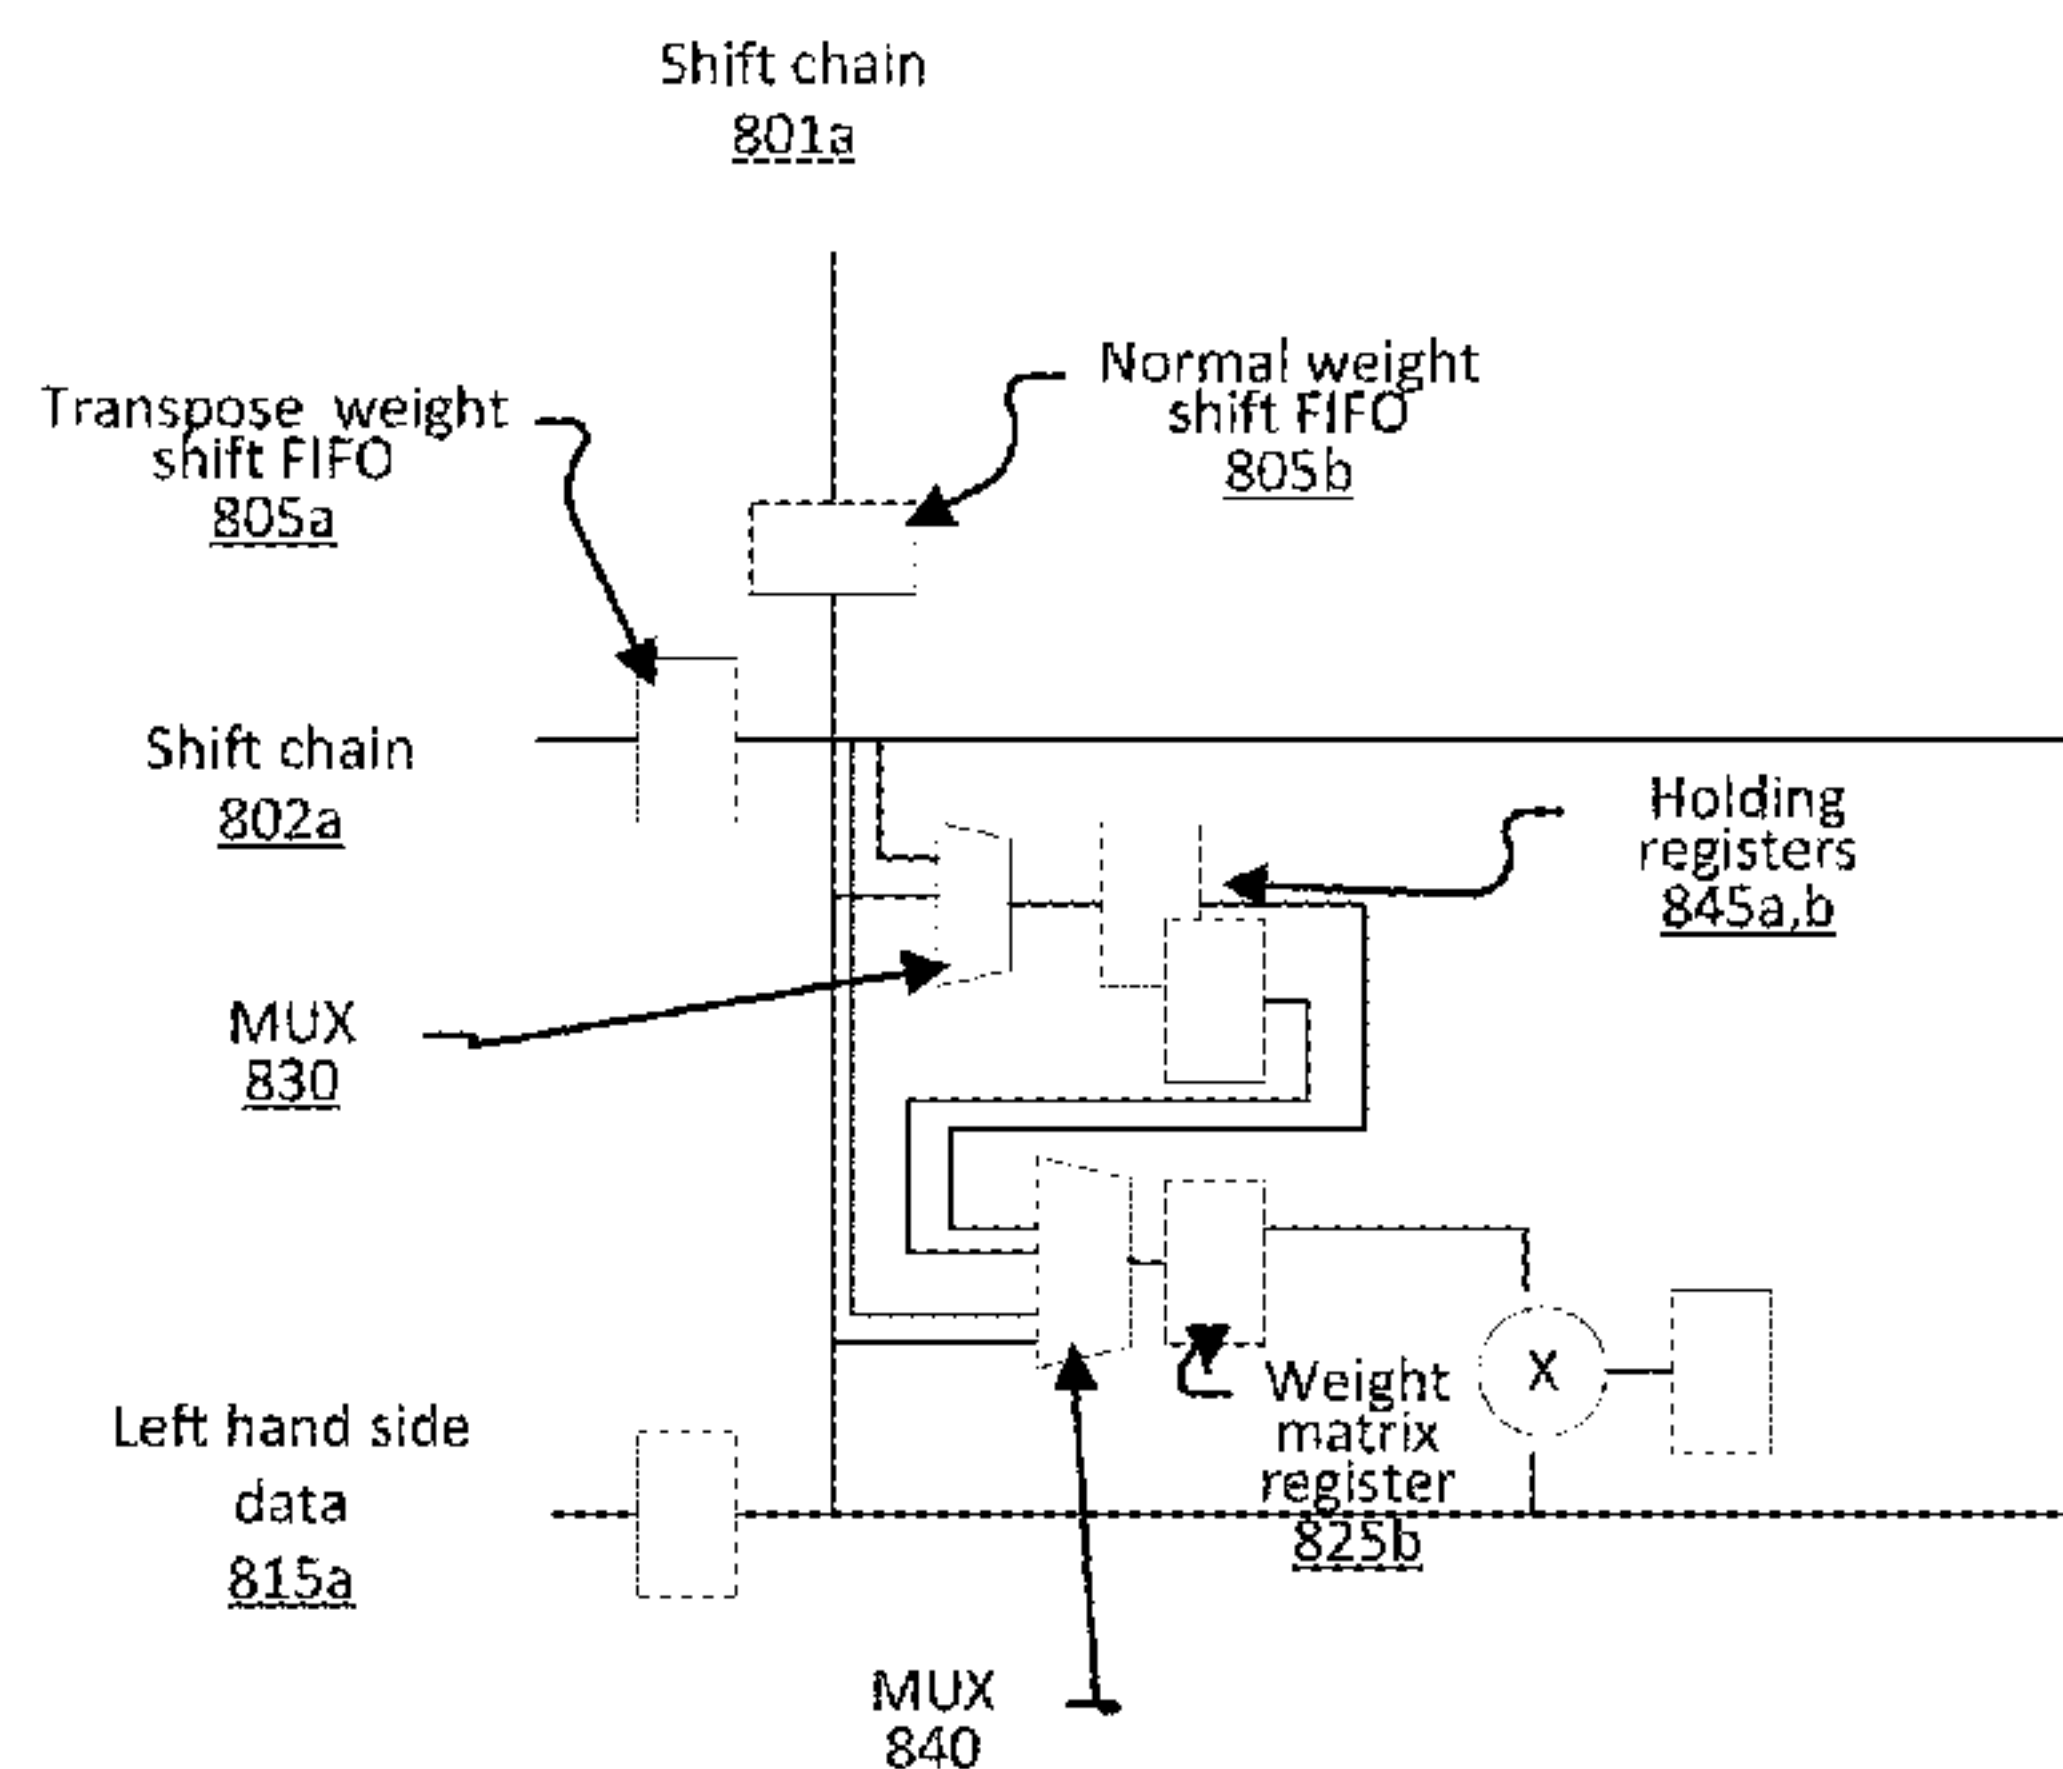 Shift chain
801a
Normal weight
shift FIFO
805b
Transpose weight
shift FIFO
805a
Shift chain
802a
Holding
registers
845a,b
MUX
830
Weight
matrix
register
825b
X
Left hand side
data
815a
MUX
840